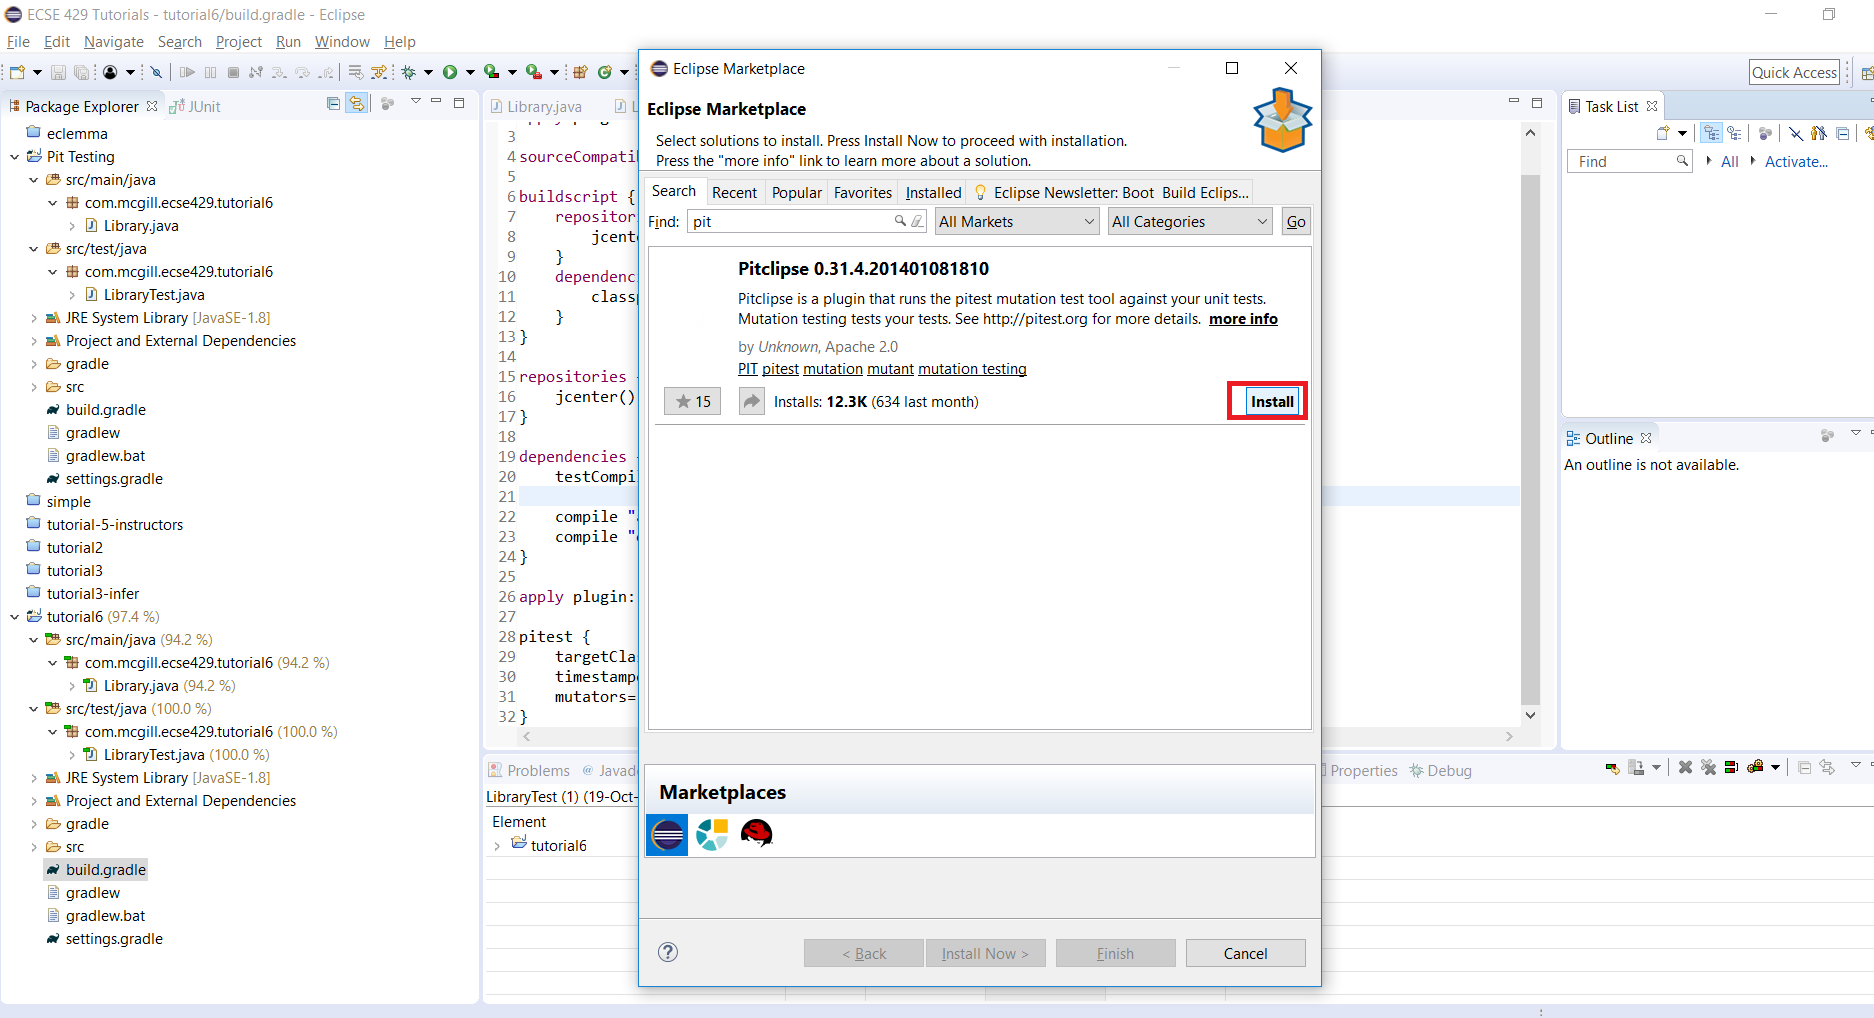 ECSE 429 Tutorials - tutorial6/build.gradle - Eclipse
File Edit Navigate Search Project Run Window Help
Quick Access
Package Explorer
JUnit
eclemma
Pit Testing
src/main/java
com.mcgill.ecse429.tutorial6
Library.java
src/test/java
com.mcgill.ecse429.tutorial6
LibraryTest.java
JRE System Library [JavaSE-1.8]
Project and External Dependencies
gradle
src
build.gradle
gradlew
gradlew.bat
settings.gradle
simple
tutorial-5-instructors
tutorial2
tutorial3
tutorial3-infer
tutorial6 (97.4 %)
src/main/java (94.2 %)
com.mcgill.ecse429.tutorial6 (94.2 %)
Library.java (94.2 %)
src/test/java (100.0 %)
com.mcgill.ecse429.tutorial6 (100.0 %)
LibraryTest.java (100.0 %)
JRE System Library [JavaSE-1.8]
Project and External Dependencies
gradle
src
build.gradle
gradlew
gradlew.bat
settings.gradle
Library.java
3
4 sourceCompatib
5
6 buildscript {
7 repositori
8 jcente
9 }
10 dependenci
11 classp
12 }
13 }
14
15 repositories
16 jcenter()
17 }
18
19 dependencies
20 testCompil
21
22 compile "
23 compile "
24 }
25
26 apply plugin:
27
28 pitest {
29 targetCla
30 timestamp
31 mutators=
32 }
Eclipse Marketplace
Eclipse Marketplace
Select solutions to install. Press Install Now to proceed with installation.
Press the "more info" link to learn more about a solution.
Search Recent Popular Favorites Installed Eclipse Newsletter: Boot Build Eclips...
Find: pit All Markets All Categories Go
Pitclipse 0.31.4.201401081810
Pitclipse is a plugin that runs the pitest mutation test tool against your unit tests.
Mutation testing tests your tests. See http://pitest.org for more details. more info
by Unknown, Apache 2.0
PIT pitest mutation mutant mutation testing
15 Installs: 12.3K (634 last month) Install
Marketplaces
? < Back Install Now > Finish Cancel
Task List
Find All Activate...
Outline
An outline is not available.
Problems Javad Properties Debug
LibraryTest (1) (19-Oct-
Element
tutorial6